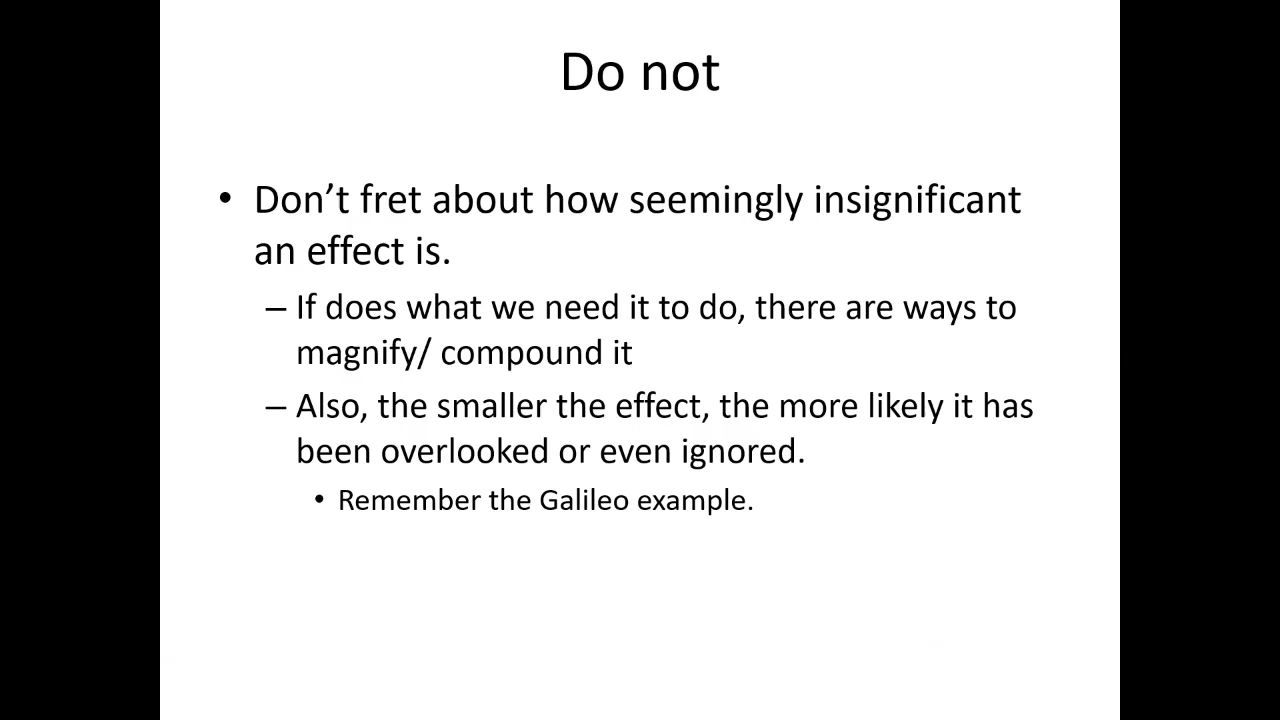 Do not
• Don’t fret about how seemingly insignificant
an effect is.
– If does what we need it to do, there are ways to
magnify/ compound it
– Also, the smaller the effect, the more likely it has
been overlooked or even ignored.
• Remember the Galileo example.